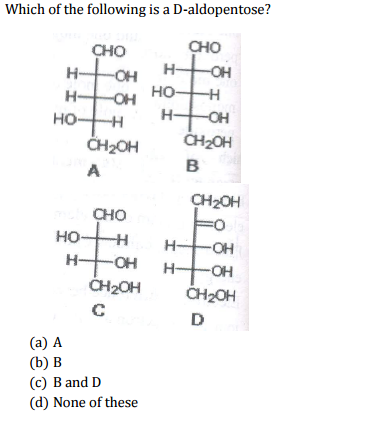 Which of the following is a D-aldopentose?
CHO
H OH
H OH
HO H
CH₂OH
A
CHO
H OH
HO H
H OH
CH₂OH
B
CHO
HO H
H OH
CH₂OH
C
CH₂OH
O
H OH
H OH
CH₂OH
D
(a) A
(b) B
(c) B and D
(d) None of these